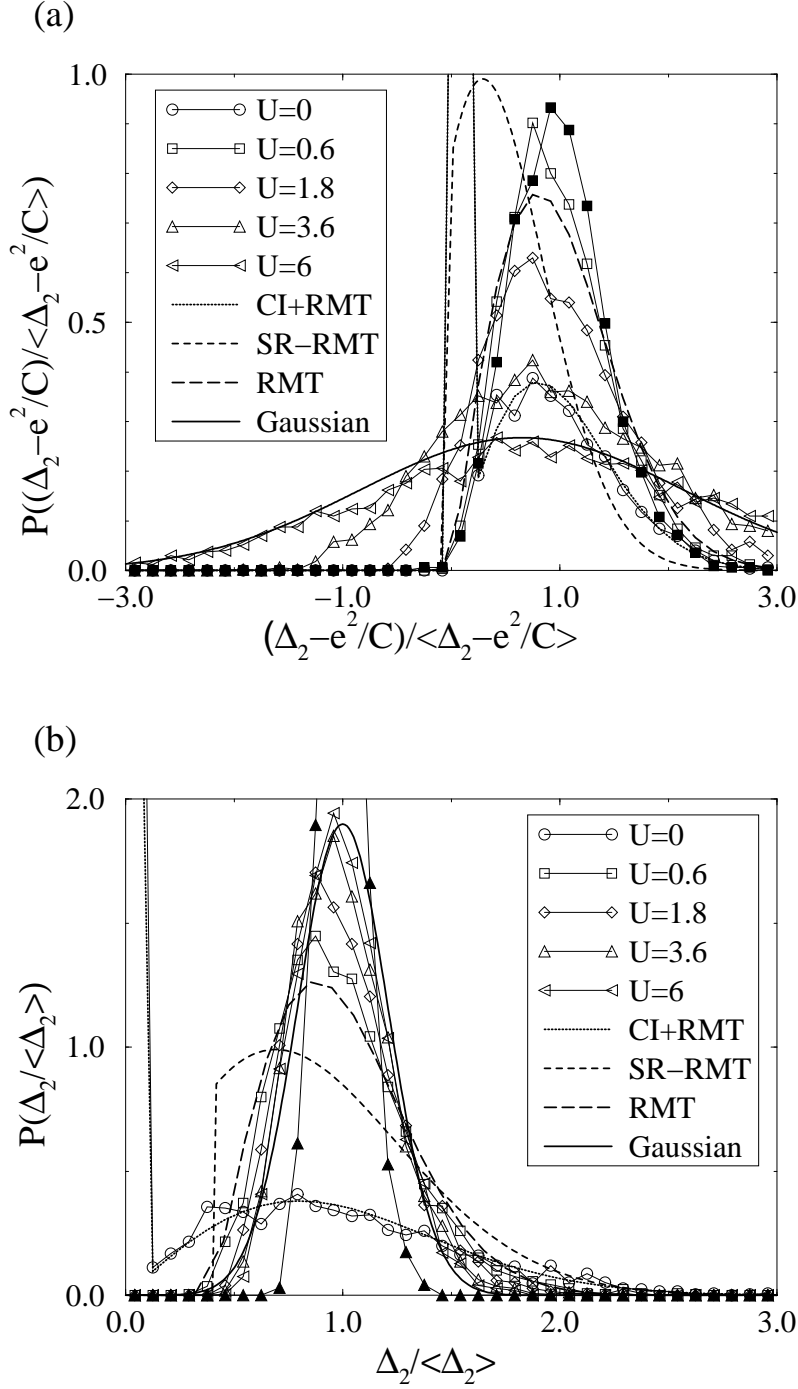 (a)
P((Δ₂−e²/C)/<Δ₂−e²/C>)
1.0
0.5
0.0
U=0
U=0.6
U=1.8
U=3.6
U=6
CI+RMT
SR−RMT
RMT
Gaussian
−3.0 −1.0 1.0 3.0
(Δ₂−e²/C)/<Δ₂−e²/C>
(b)
P(Δ₂/<Δ₂>)
2.0
1.0
0.0
U=0
U=0.6
U=1.8
U=3.6
U=6
CI+RMT
SR−RMT
RMT
Gaussian
0.0 1.0 2.0 3.0
Δ₂/<Δ₂>